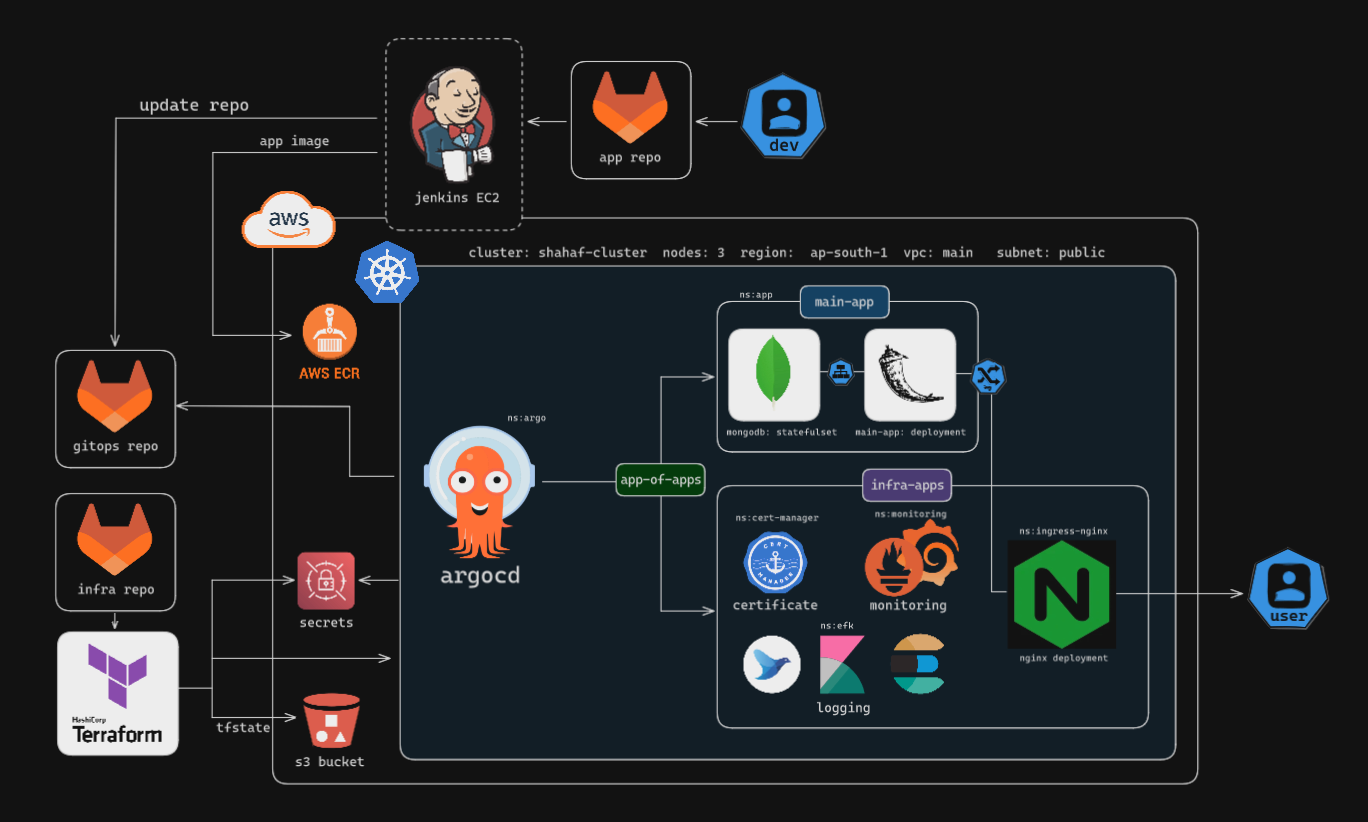 update repo
app image
jenkins EC2
app repo
dev
aws
cluster: shahaf-cluster nodes: 3 region: ap-south-1 vpc: main subnet: public
AWS ECR
gitops repo
infra repo
HashiCorp
Terraform
secrets
tfstate
s3 bucket
ns:argo
argocd
app-of-apps
ns:app
main-app
mongodb: statefulset
main-app: deployment
infra-apps
ns:cert-manager
CERT
MANAGER
certificate
ns:monitoring
monitoring
ns:efk
logging
ns:ingress-nginx
N
nginx deployment
user